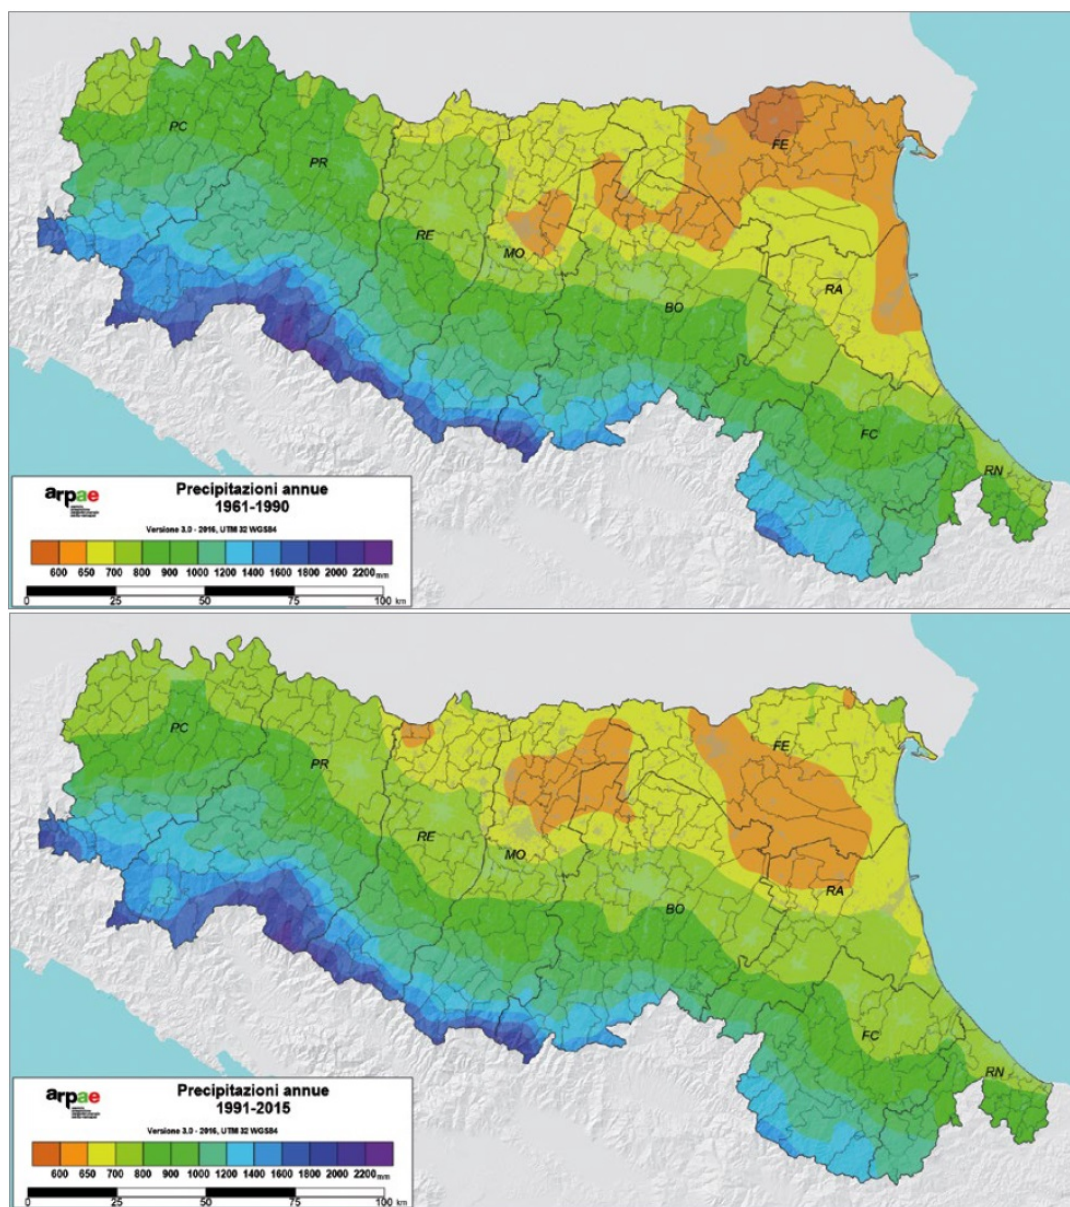 PC
PR
RE
MO
BO
FE
RA
FC
RN
arpae
Precipitazioni annue
1961-1990
Versione 3.0 - 2016, UTM 32 WGS84
600 650 700 800 900 1000 1200 1400 1600 1800 2000 2200 mm
0 25 50 75 100 km
PC
PR
RE
MO
BO
FE
RA
FC
RN
arpae
Precipitazioni annue
1991-2015
Versione 3.0 - 2016, UTM 32 WGS84
600 650 700 800 900 1000 1200 1400 1600 1800 2000 2200 mm
0 25 50 75 100 km